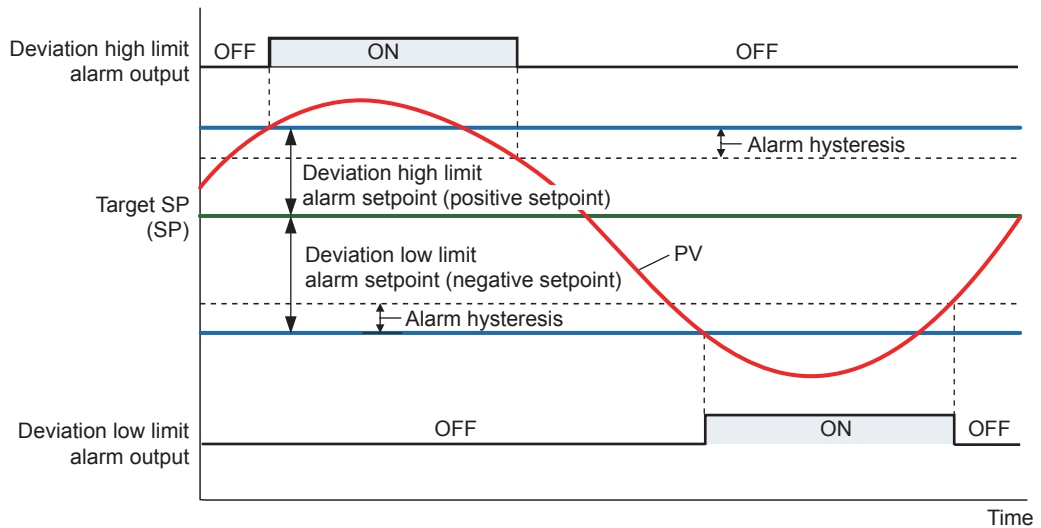 Deviation high limit
alarm output
OFF
ON
OFF
Alarm hysteresis
Deviation high limit
alarm setpoint (positive setpoint)
Target SP
(SP)
Deviation low limit
alarm setpoint (negative setpoint)
PV
Alarm hysteresis
Deviation low limit
alarm output
OFF
ON
OFF
Time